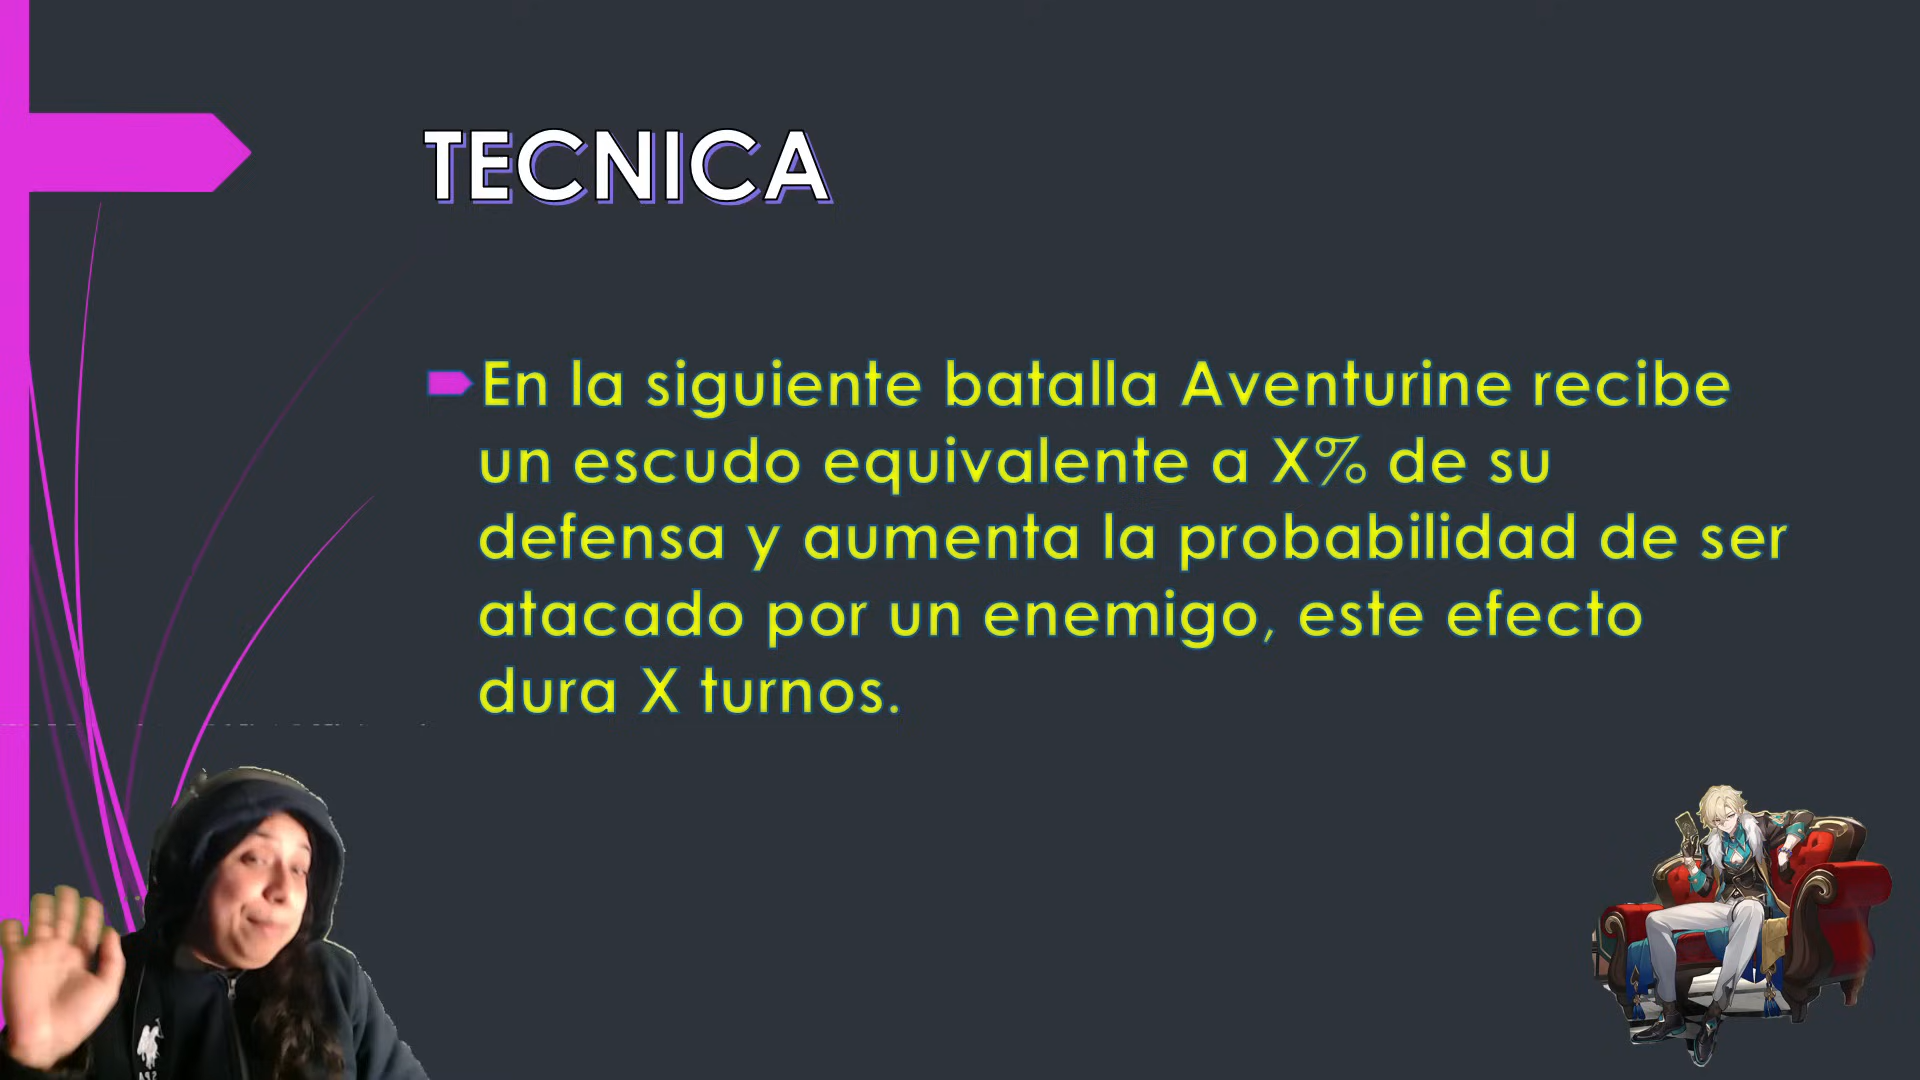 TECNICA
En la siguiente batalla Aventurine recibe
un escudo equivalente a X% de su
defensa y aumenta la probabilidad de ser
atacado por un enemigo, este efecto
dura X turnos.